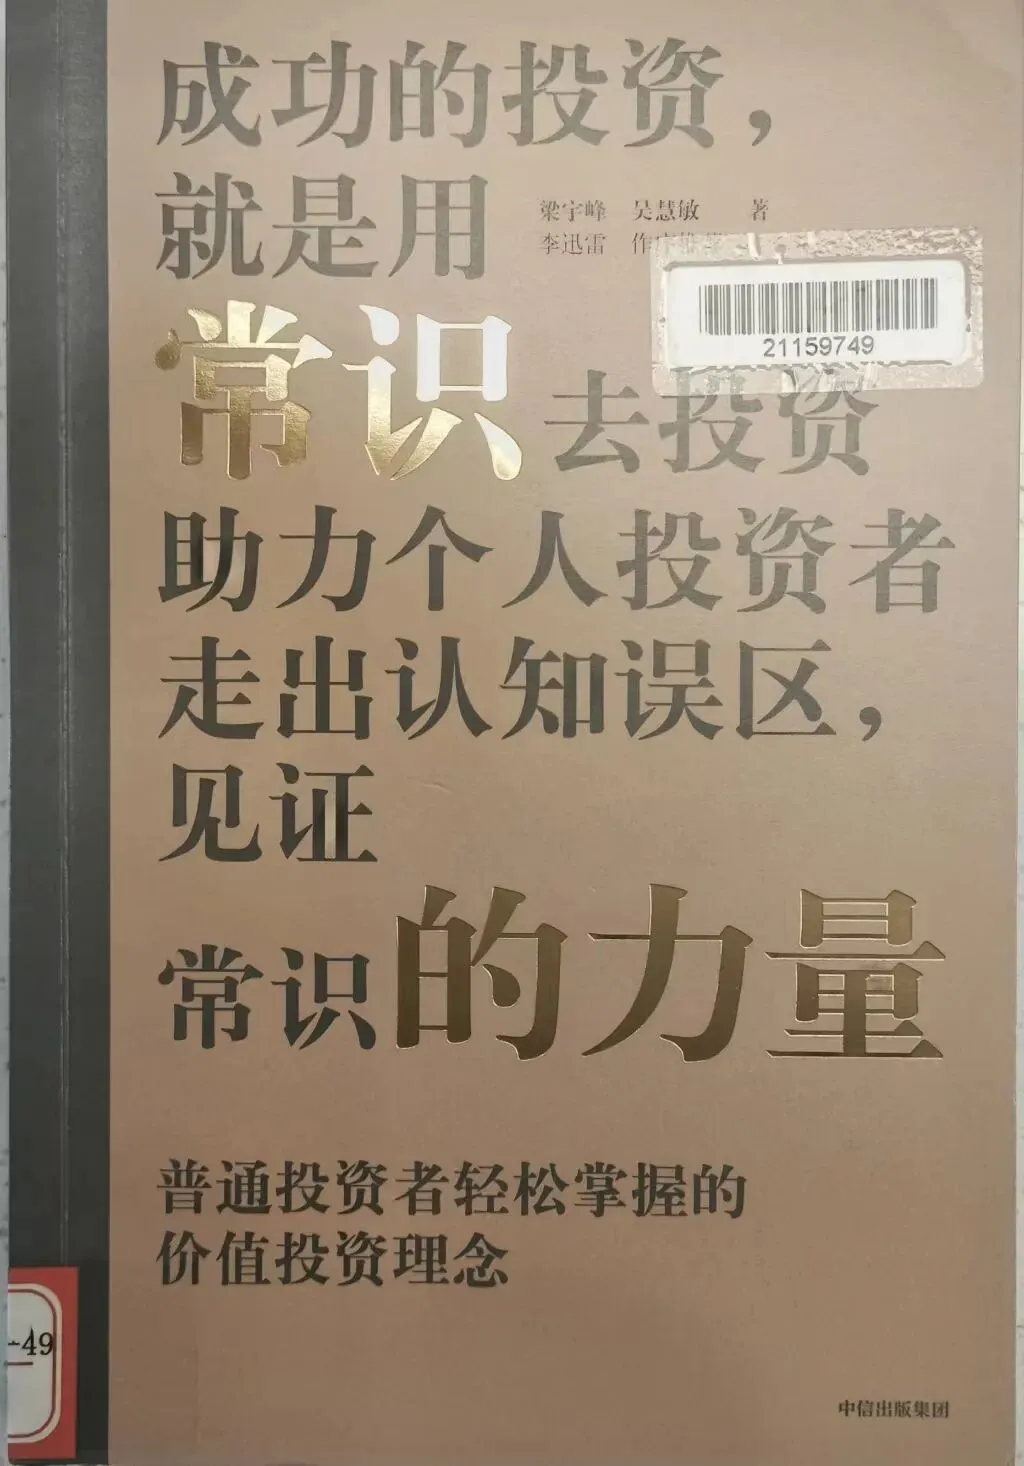 成功的投资，
就是用
梁宇峰 吴慧敏 著
李迅雷 作
21159749
常识去投资
助力个人投资者
走出认知误区，
见证
常识的力量
普通投资者轻松掌握的
价值投资理念
-49
中信出版集团